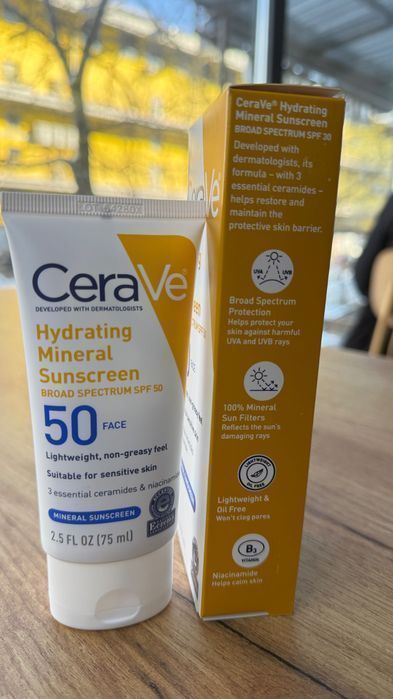 CeraVe
DEVELOPED WITH DERMATOLOGISTS
Hydrating
Mineral
Sunscreen
BROAD SPECTRUM SPF 50
50 FACE
Lightweight, non-greasy feel
Suitable for sensitive skin
3 essential ceramides &
MINERAL SUNSCREEN
2.5 FL OZ (75 ml)
CeraVe® Hydrating
Mineral Sunscreen
BROAD SPECTRUM SPF 30
Developed with
dermatologists, its
formula – with 3
essential ceramides –
helps restore and
maintain the
protective skin barrier.
UVA UVB
Broad Spectrum
Protection
Helps protect your
skin against harmful
UVA and UVB rays
100% Mineral
Sun Filters
Reflects the sun's
damaging rays
LIGHTWEIGHT
OIL FREE
Lightweight &
Oil Free
Won't clog pores
B3
VITAMIN
Niacinamide
Helps calm skin